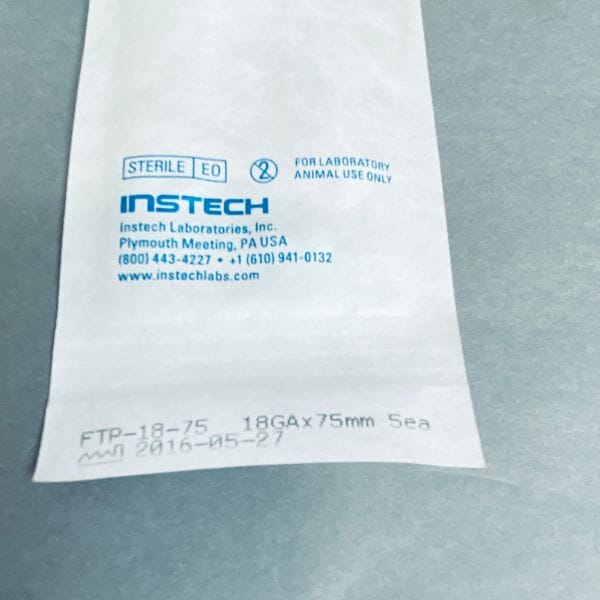 STERILE EO 2 FOR LABORATORY
ANIMAL USE ONLY
INSTECH
Instech Laboratories, Inc.
Plymouth Meeting, PA USA
(800) 443-4227 • +1 (610) 941-0132
www.instechlabs.com
FTP-18-75 18GAx75mm 5ea
2016-05-27